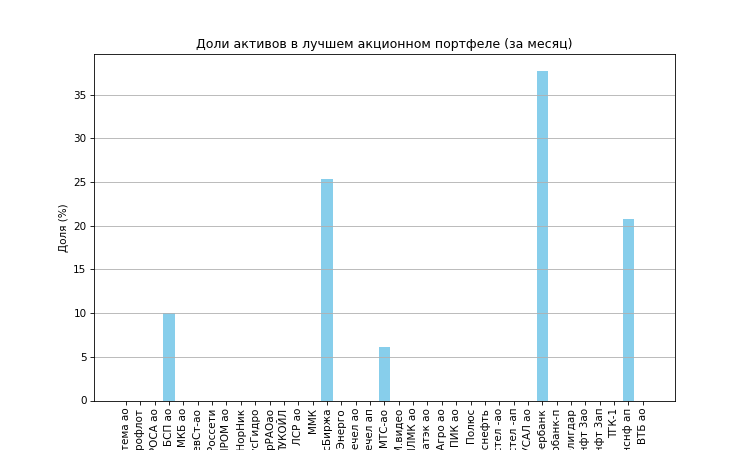 Доли активов в лучшем акционном портфеле (за месяц)
Доля (%)
35
30
25
20
15
10
5
0
тема ао
рофлот
РОСА ао
БСП ао
МКБ ао
евСт-ао
Россети
ПРОМ ао
НорНик
сГидро
рРАОао
ЛУКОЙЛ
ЛСР ао
ММК
сБиржа
Энерго
ечел ао
ечел ап
МТС-ао
М.видео
ЛМК ао
атэк ао
Агро ао
ПИК ао
Полюс
снефть
стел -ао
стел -ап
УСАЛ ао
ербанк
рбанк-п
лигдар
нфт 3ао
нфт 3ап
ТГК-1
нснф ап
ВТБ ао